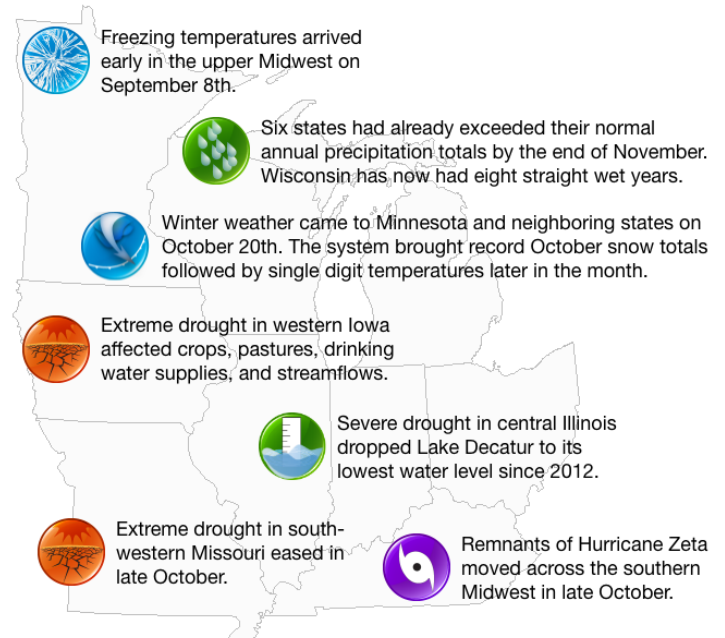 Freezing temperatures arrived
early in the upper Midwest on
September 8th.
Six states had already exceeded their normal
annual precipitation totals by the end of November.
Wisconsin has now had eight straight wet years.
Winter weather came to Minnesota and neighboring states on
October 20th. The system brought record October snow totals
followed by single digit temperatures later in the month.
Extreme drought in western Iowa
affected crops, pastures, drinking
water supplies, and streamflows.
Severe drought in central Illinois
dropped Lake Decatur to its
lowest water level since 2012.
Extreme drought in south-
western Missouri eased in
late October.
Remnants of Hurricane Zeta
moved across the southern
Midwest in late October.